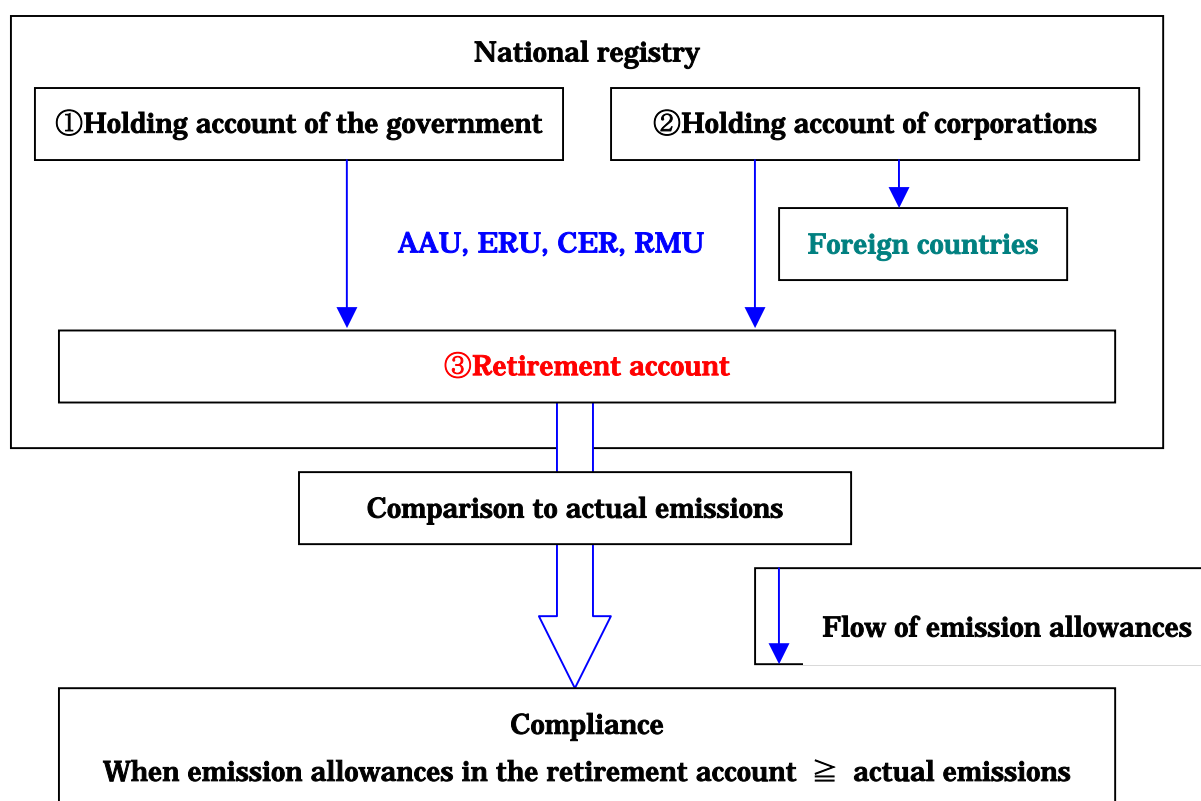 National registry
①Holding account of the government
②Holding account of corporations
AAU, ERU, CER, RMU
Foreign countries
③Retirement account
Comparison to actual emissions
Flow of emission allowances
Compliance
When emission allowances in the retirement account ≧ actual emissions